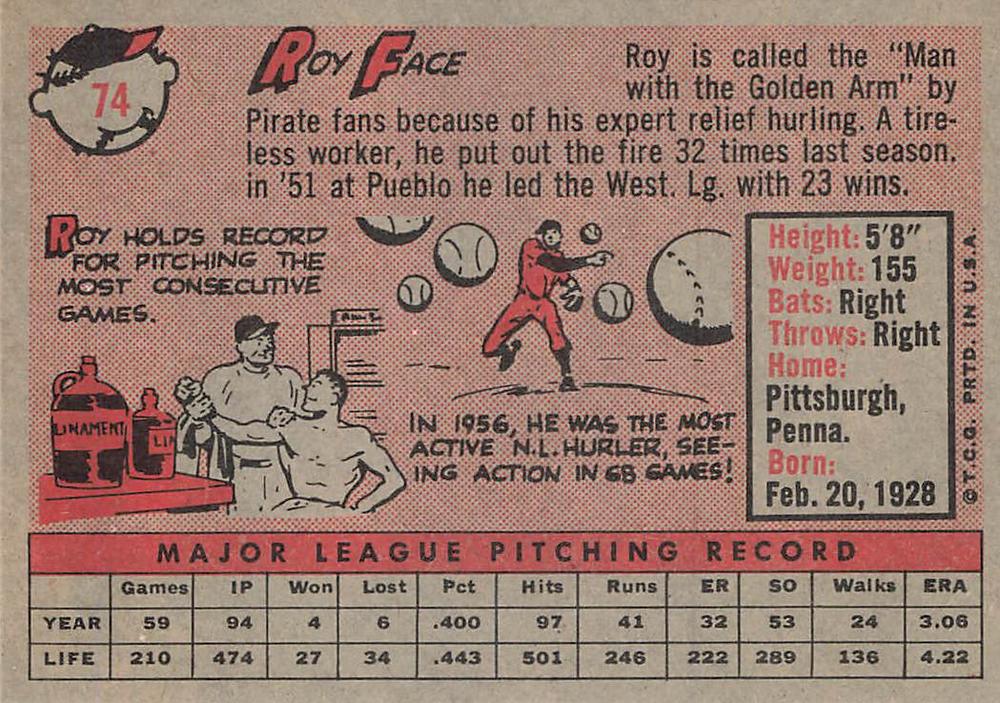 74
ROY FACE
Roy is called the "Man
with the Golden Arm" by
Pirate fans because of his expert relief hurling. A tire-
less worker, he put out the fire 32 times last season.
in '51 at Pueblo he led the West. Lg. with 23 wins.
ROY HOLDS RECORD
FOR PITCHING THE
MOST CONSECUTIVE
GAMES.
LINAMENT
LIN
IN 1956, HE WAS THE MOST
ACTIVE N.L. HURLER, SEE-
ING ACTION IN 68 GAMES!
Height: 5'8"
Weight: 155
Bats: Right
Throws: Right
Home:
Pittsburgh,
Penna.
Born:
Feb. 20, 1928
© T.C.G. PRTD. IN U.S.A.
MAJOR LEAGUE PITCHING RECORD
Games IP Won Lost Pct Hits Runs ER SO Walks ERA
YEAR 59 94 4 6 .400 97 41 32 53 24 3.06
LIFE 210 474 27 34 .443 501 246 222 289 136 4.22